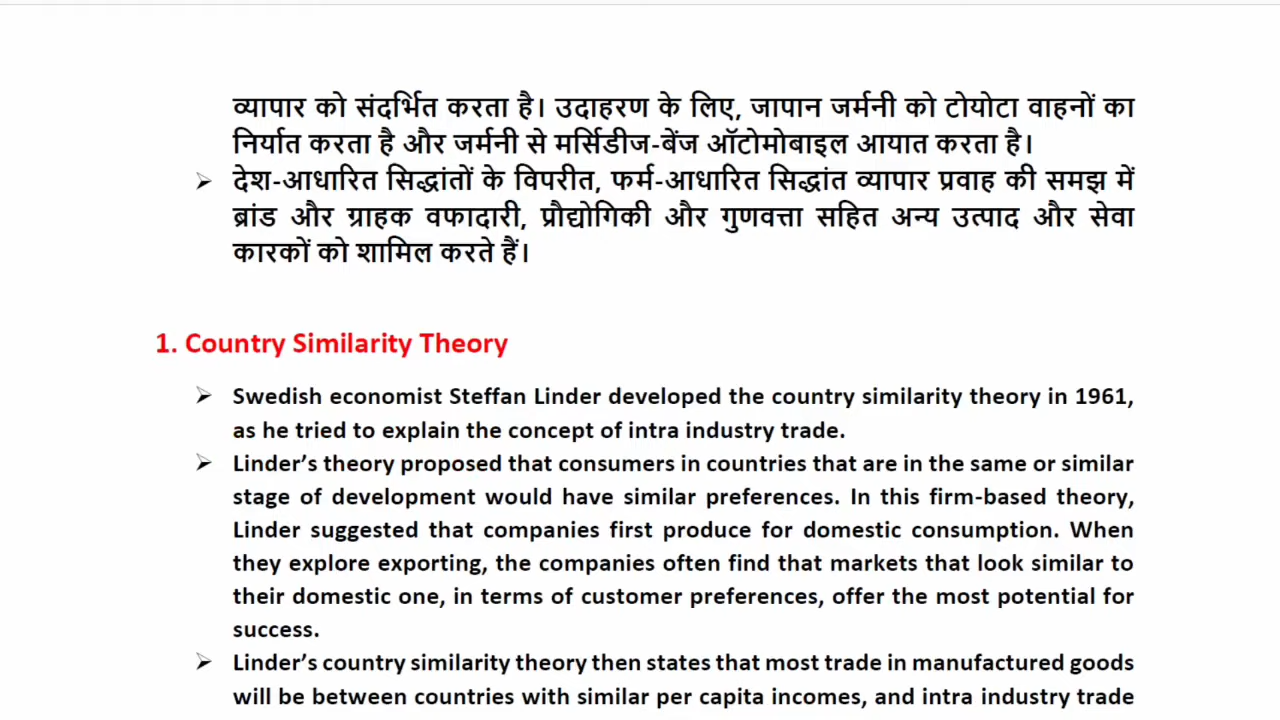 व्यापार को संदर्भित करता है। उदाहरण के लिए, जापान जर्मनी को टोयोटा वाहनों का
निर्यात करता है और जर्मनी से मर्सिडीज-बेंज ऑटोमोबाइल आयात करता है।
➢ देश-आधारित सिद्धांतों के विपरीत, फर्म-आधारित सिद्धांत व्यापार प्रवाह की समझ में
ब्रांड और ग्राहक वफादारी, प्रौद्योगिकी और गुणवत्ता सहित अन्य उत्पाद और सेवा
कारकों को शामिल करते हैं।
1. Country Similarity Theory
➢ Swedish economist Steffan Linder developed the country similarity theory in 1961,
as he tried to explain the concept of intra industry trade.
➢ Linder’s theory proposed that consumers in countries that are in the same or similar
stage of development would have similar preferences. In this firm-based theory,
Linder suggested that companies first produce for domestic consumption. When
they explore exporting, the companies often find that markets that look similar to
their domestic one, in terms of customer preferences, offer the most potential for
success.
➢ Linder’s country similarity theory then states that most trade in manufactured goods
will be between countries with similar per capita incomes, and intra industry trade